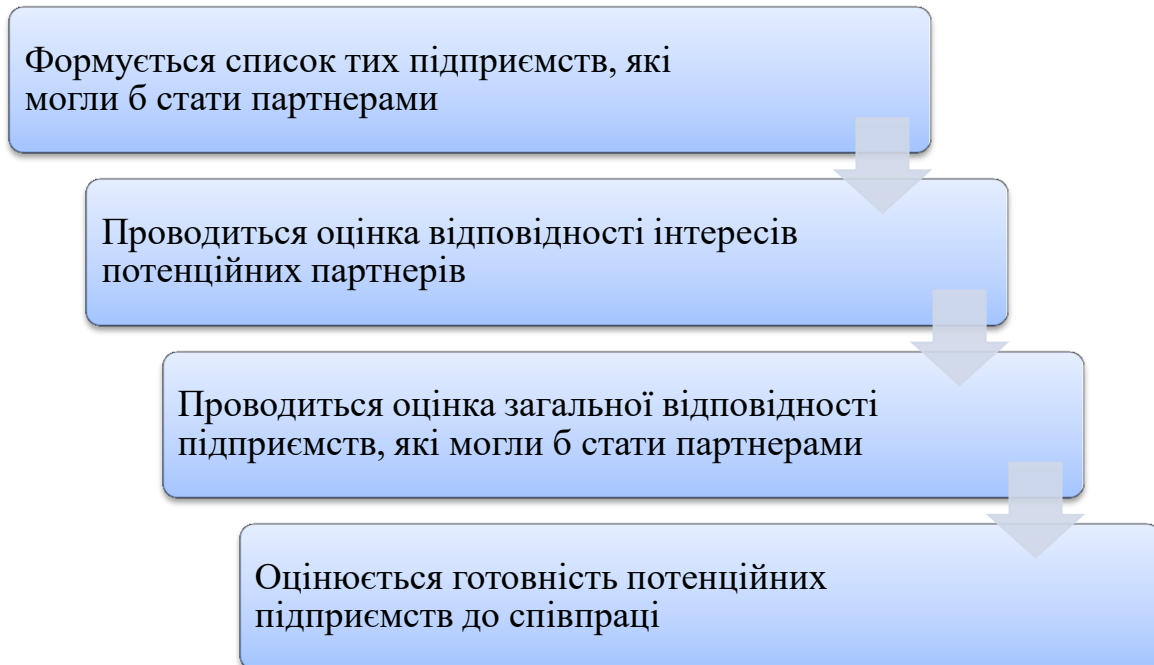 Формується список тих підприємств, які
могли б стати партнерами
Проводиться оцінка відповідності інтересів
потенційних партнерів
Проводиться оцінка загальної відповідності
підприємств, які могли б стати партнерами
Оцінюється готовність потенційних
підприємств до співпраці